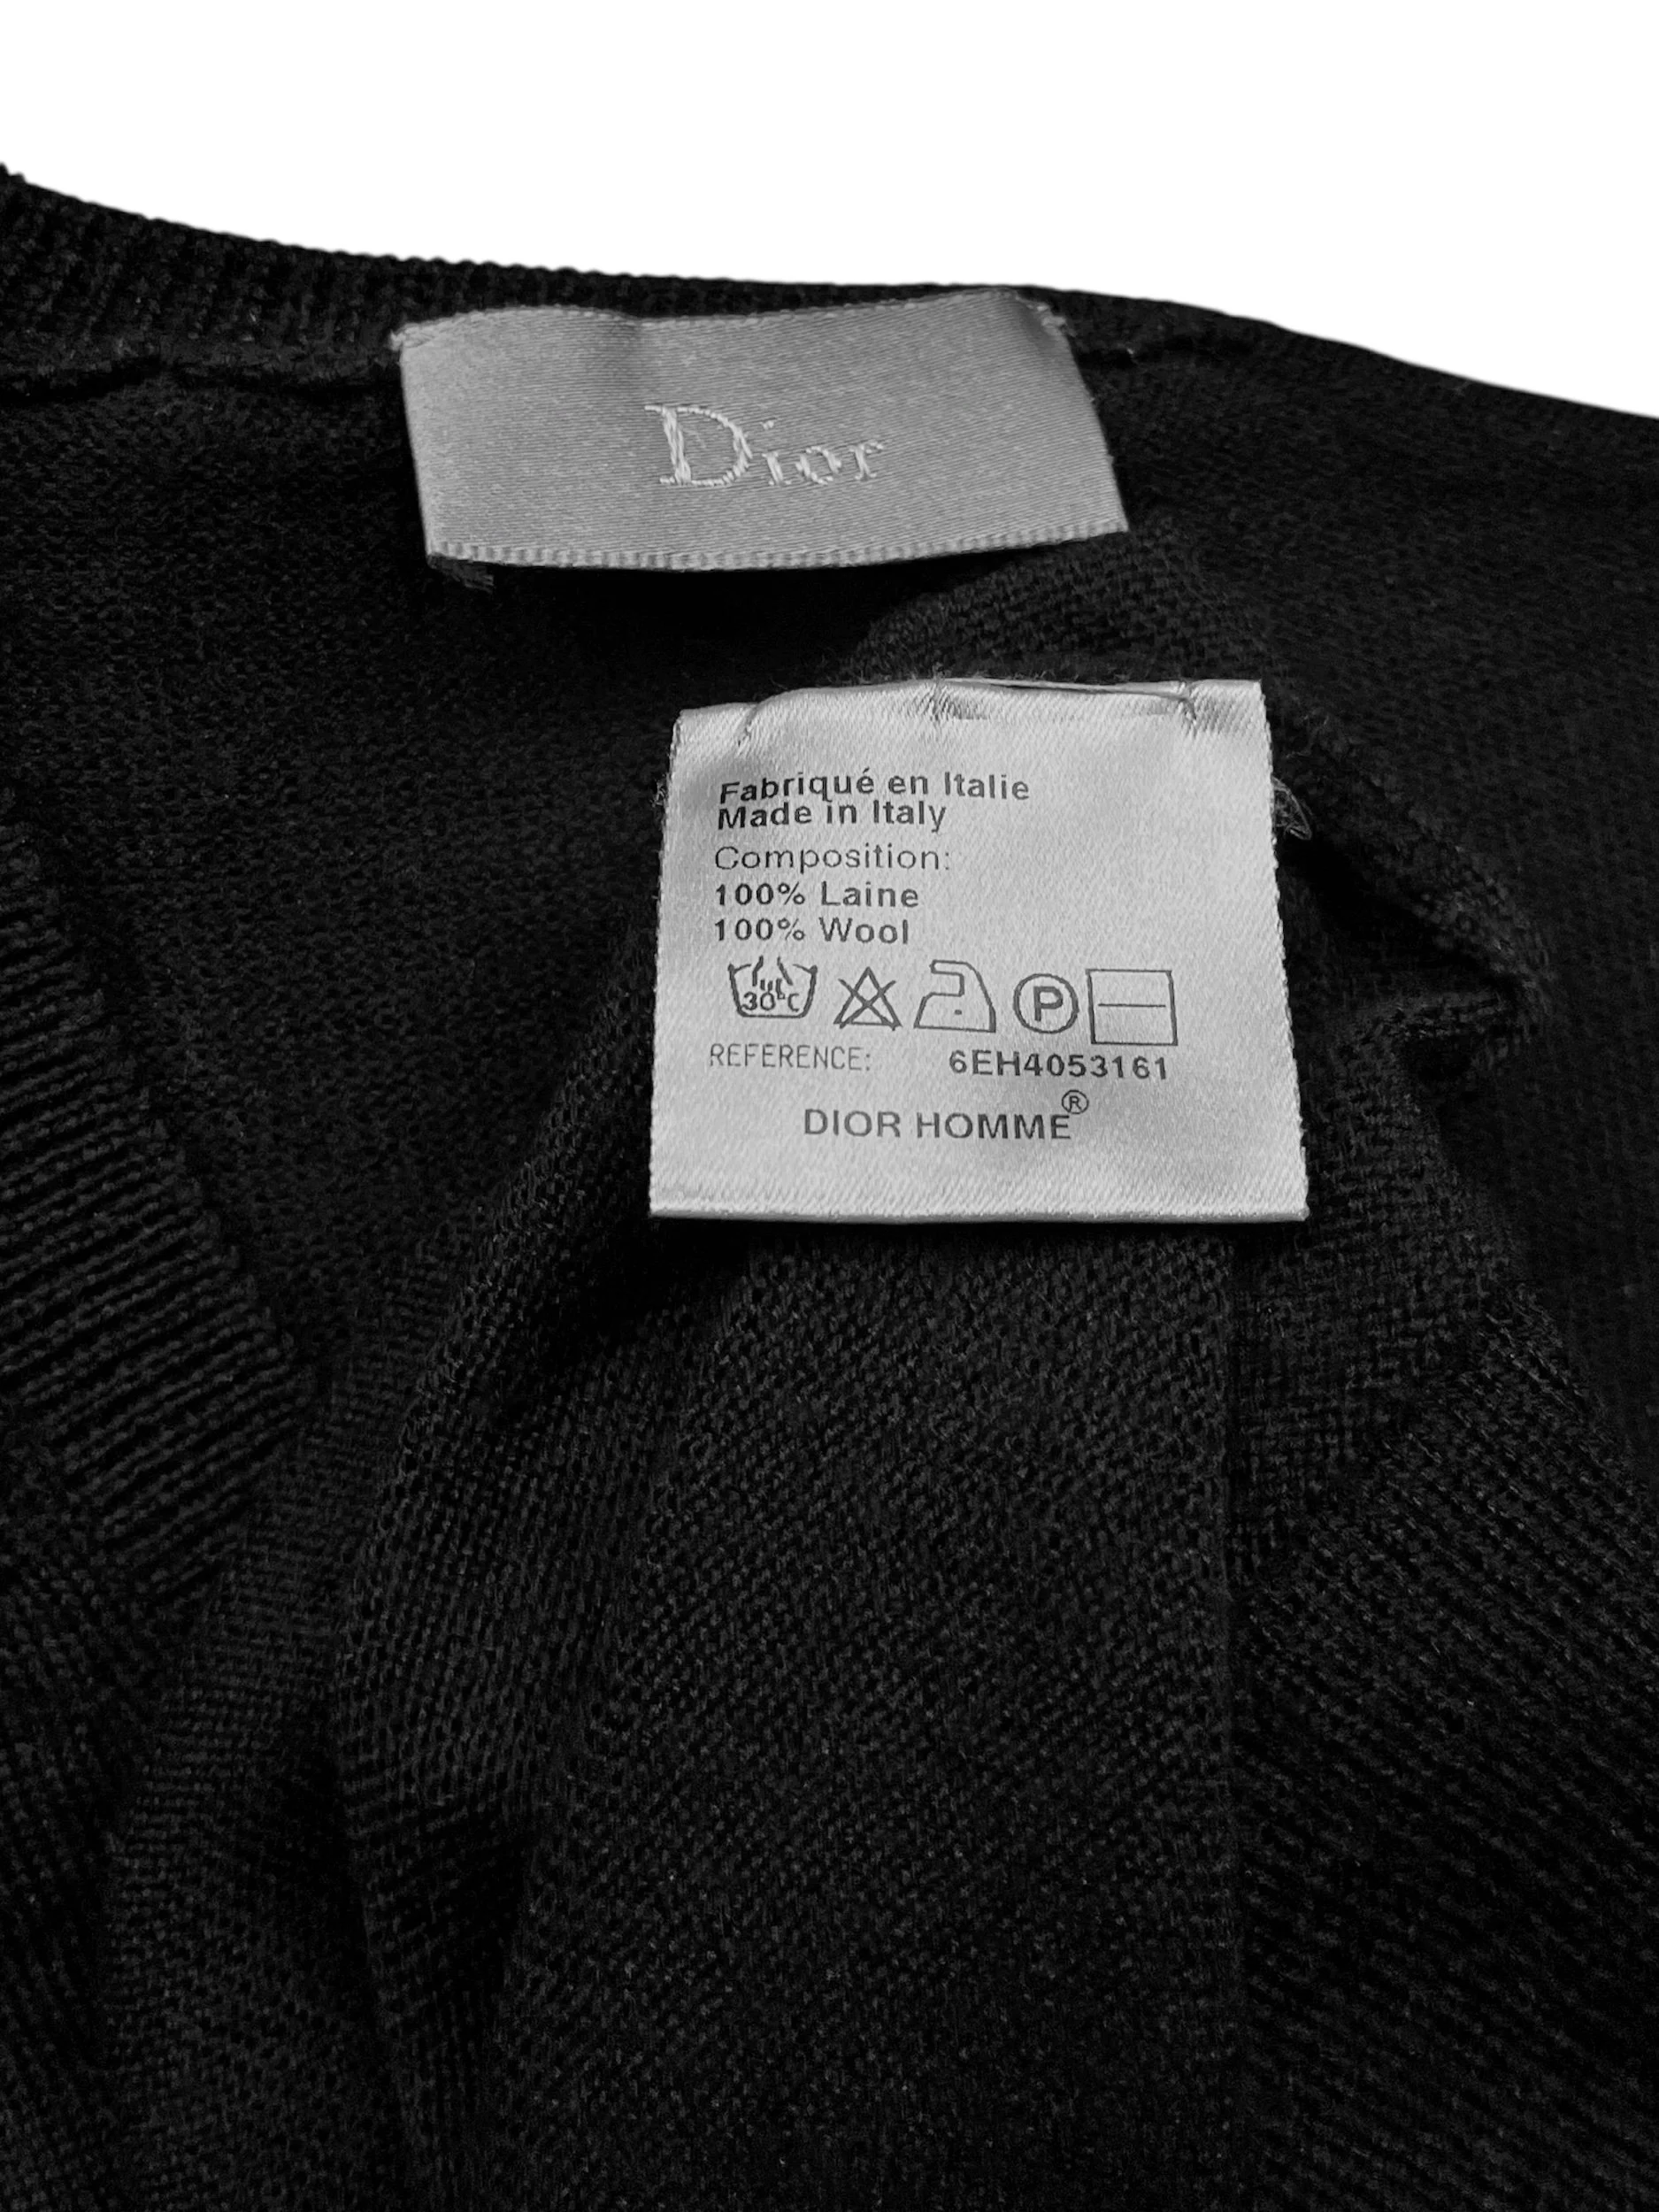 Dior
Fabriqué en Italie
Made in Italy
Composition:
100% Laine
100% Wool
30°C P
REFERENCE: 6EH4053161
DIOR HOMME®